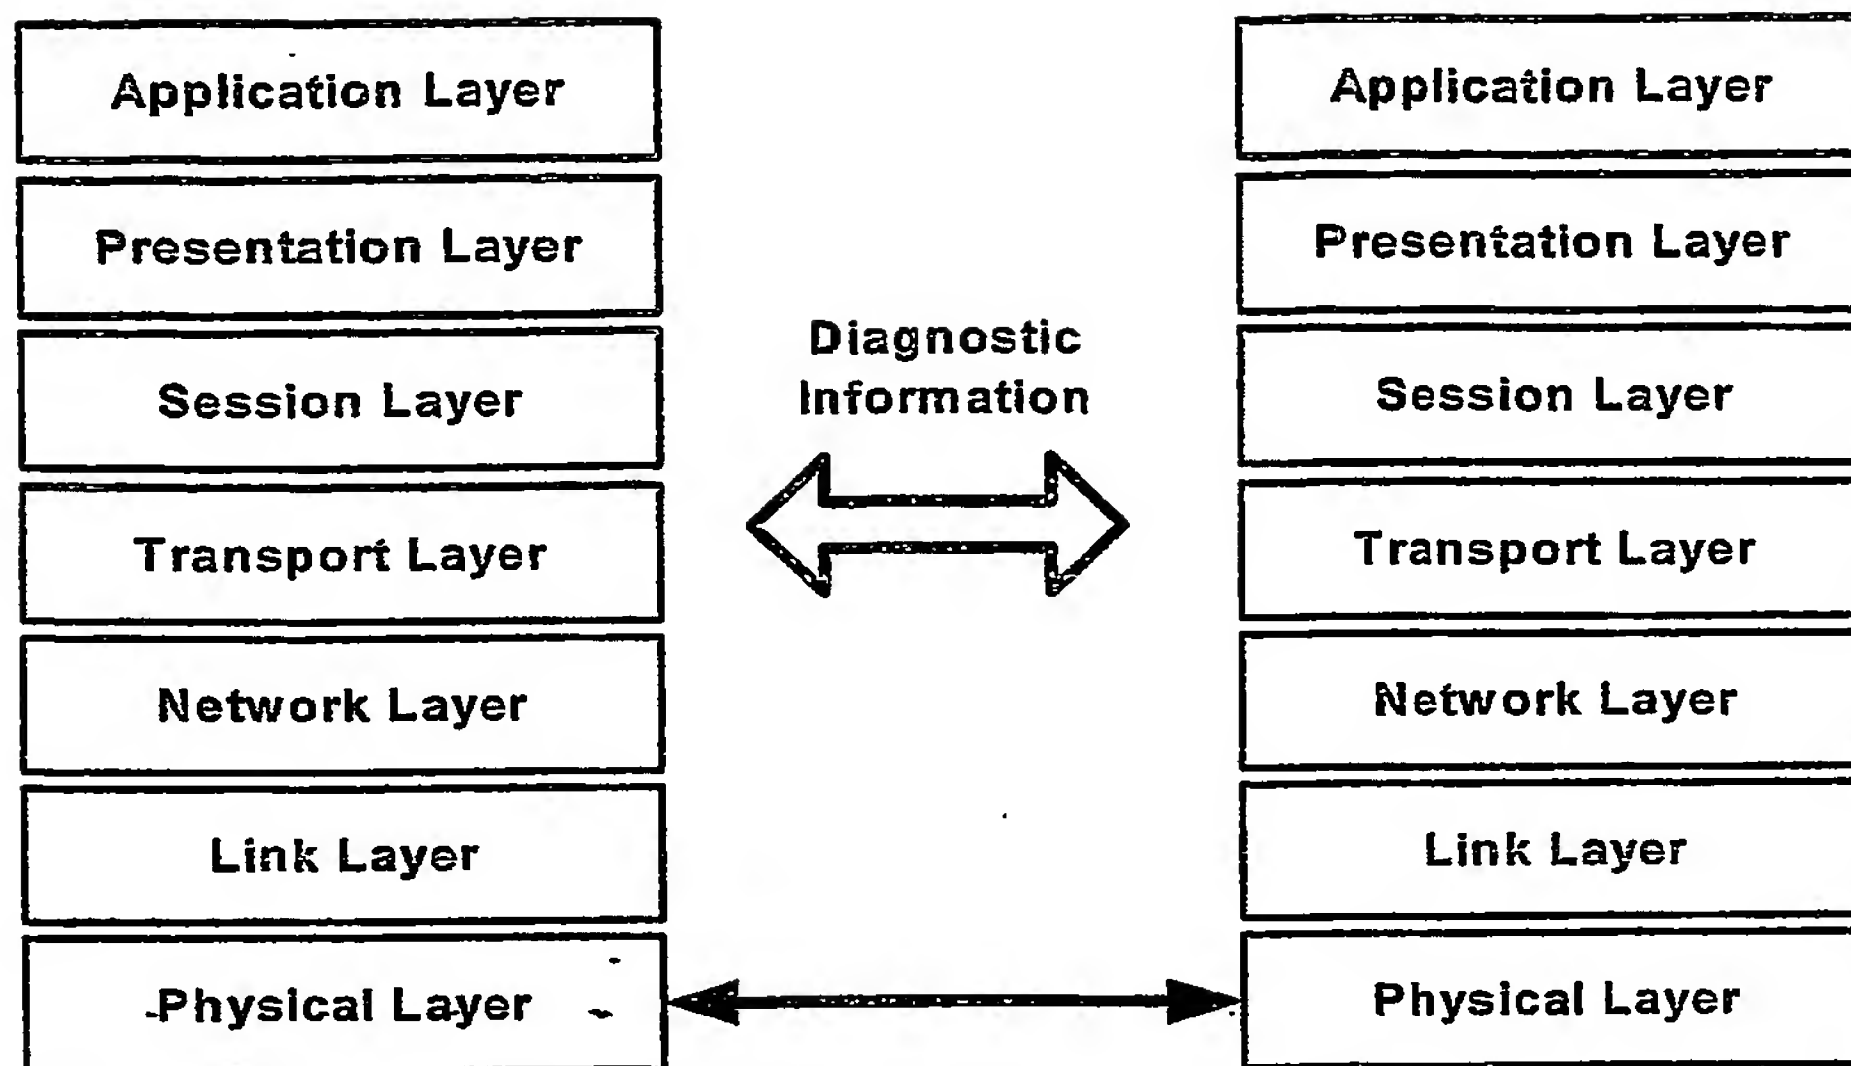 Application Layer
Presentation Layer
Session Layer
Transport Layer
Network Layer
Link Layer
Physical Layer
Diagnostic
Information
Application Layer
Presentation Layer
Session Layer
Transport Layer
Network Layer
Link Layer
Physical Layer